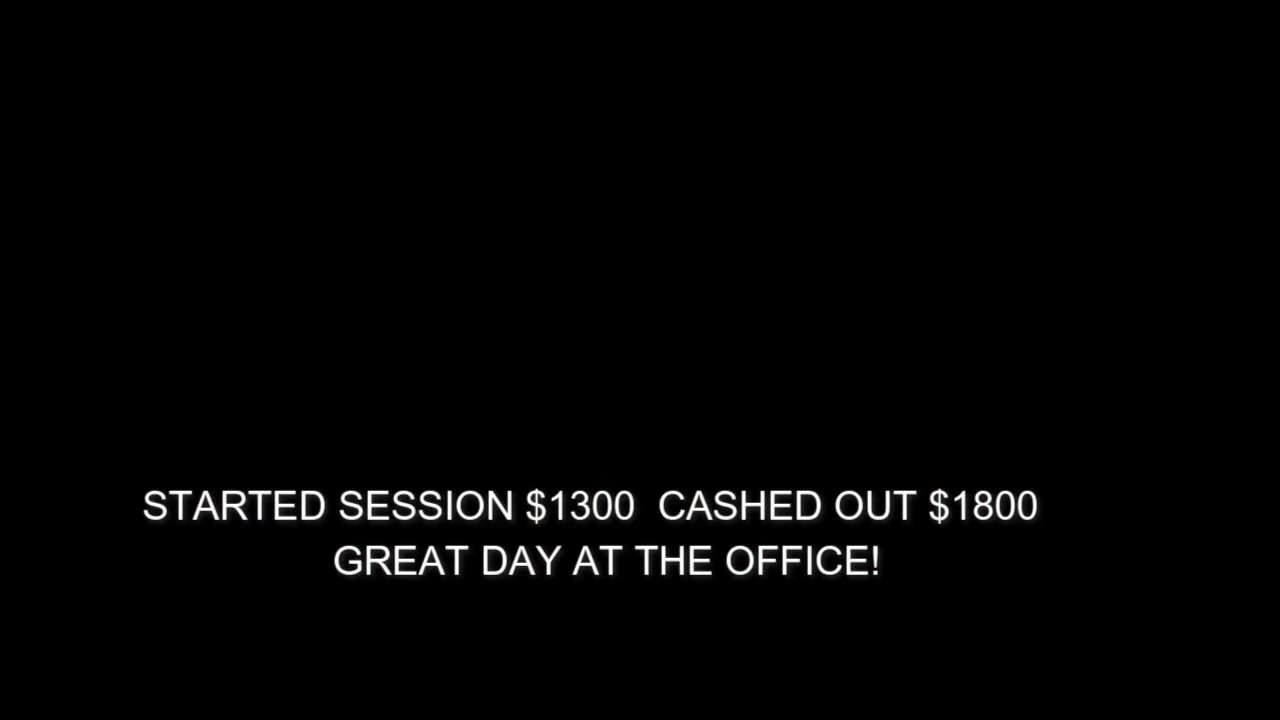 STARTED SESSION $1300  CASHED OUT $1800
GREAT DAY AT THE OFFICE!